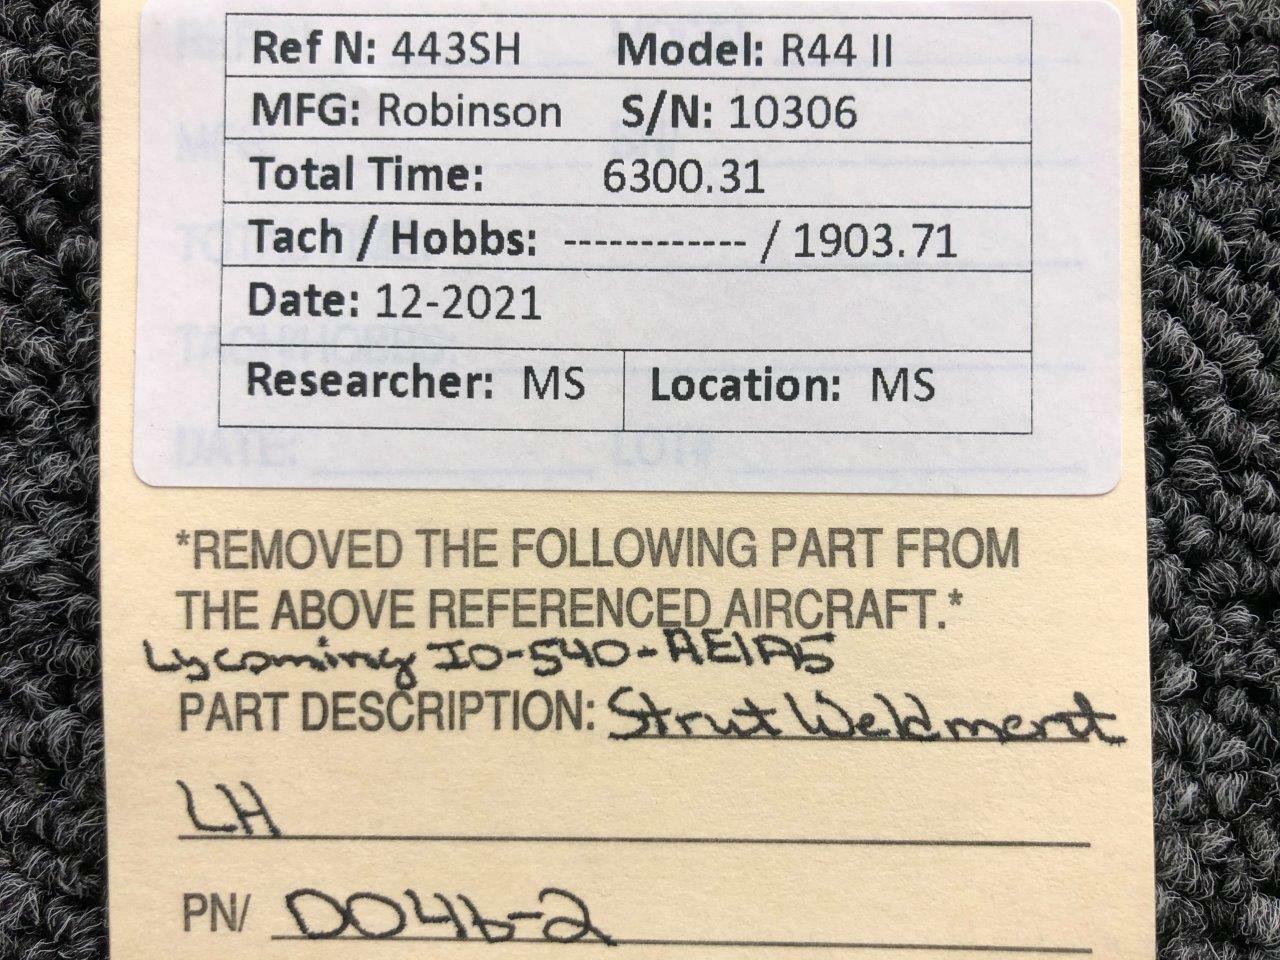 Ref N: 443SH Model: R44 II
MFG: Robinson S/N: 10306
Total Time: 6300.31
Tach / Hobbs: ------------ / 1903.71
Date: 12-2021
Researcher: MS Location: MS
*REMOVED THE FOLLOWING PART FROM
THE ABOVE REFERENCED AIRCRAFT.*
Lycoming IO-540-AE1A5
PART DESCRIPTION: Strut Weldment
LH
PN/ D046-2